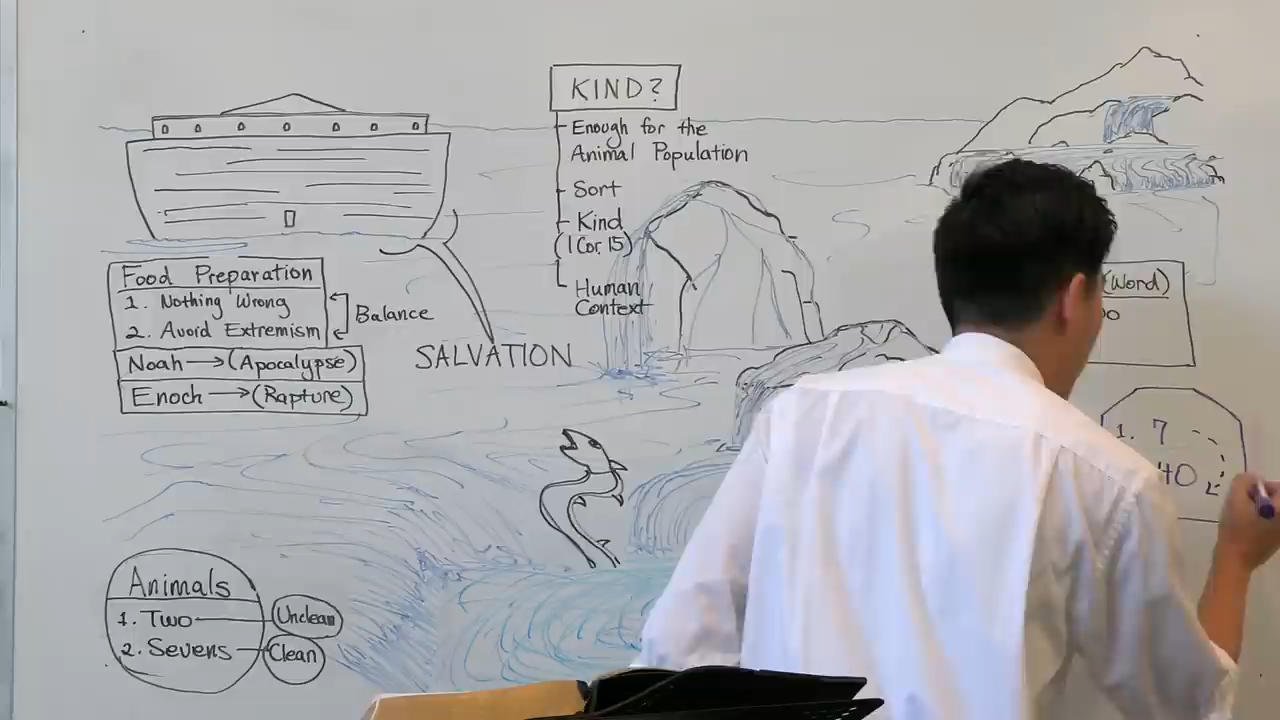 KIND?
Enough for the
Animal Population
Sort
Kind
(1 Cor. 15)
Human
Context
Food Preparation
1. Nothing Wrong
2. Avoid Extremism
Balance
Noah → (Apocalypse)
Enoch → (Rapture)
SALVATION
Animals
1. Two
Unclean
2. Sevens
Clean
(Word)
1. 7
40